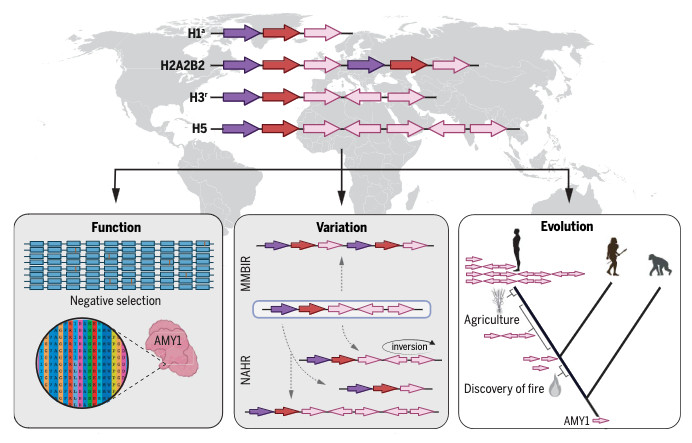 H1ᵃ
H2A2B2
H3ʳ
H5
Function
Negative selection
AMY1
Variation
MMBIR
NAHR
inversion
Evolution
Agriculture
Discovery of fire
AMY1